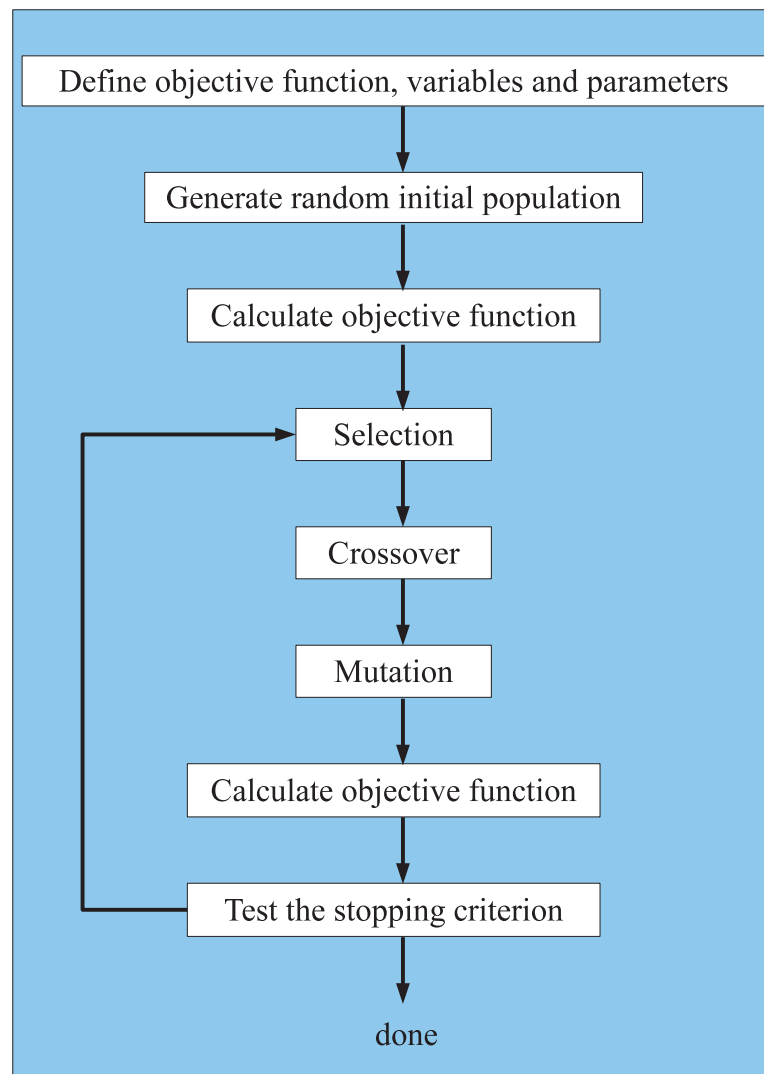 Define objective function, variables and parameters
Generate random initial population
Calculate objective function
Selection
Crossover
Mutation
Calculate objective function
Test the stopping criterion
done